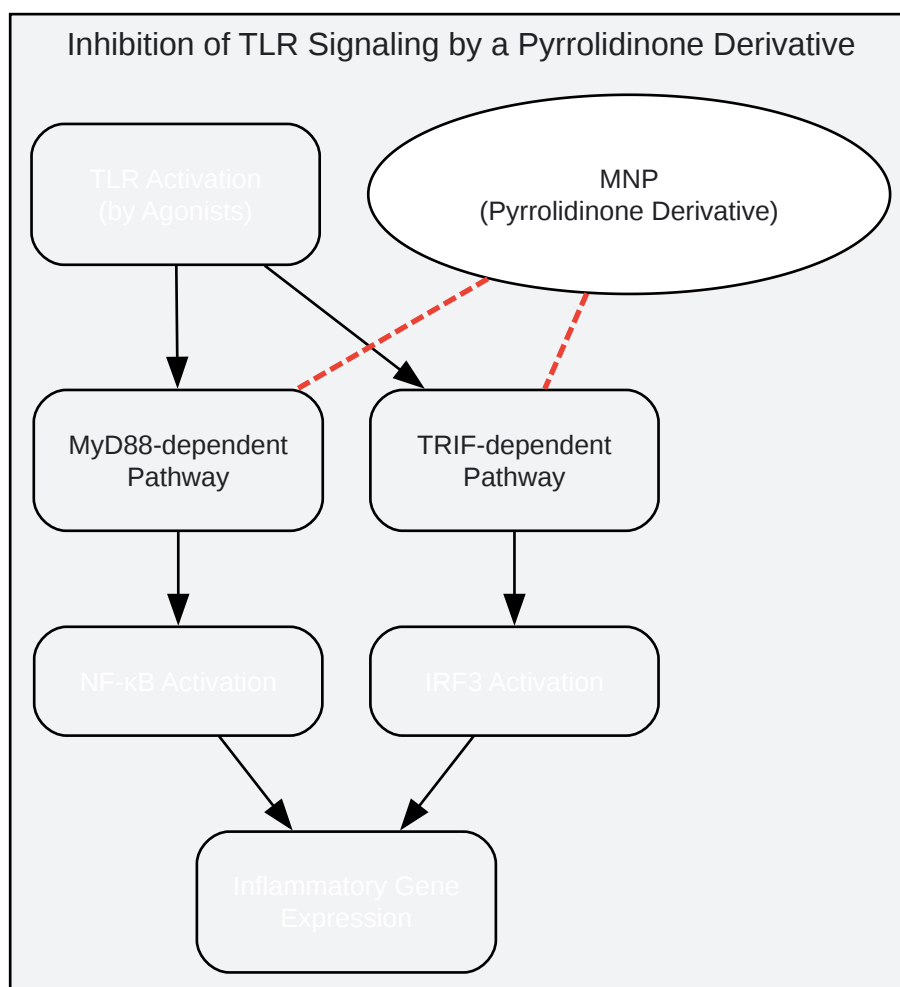 Inhibition of TLR Signaling by a Pyrrolidinone Derivative
TLR Activation
(by Agonists)
MNP
(Pyrrolidinone Derivative)
MyD88-dependent
Pathway
TRIF-dependent
Pathway
NF-κB Activation
IRF3 Activation
Inflammatory Gene
Expression